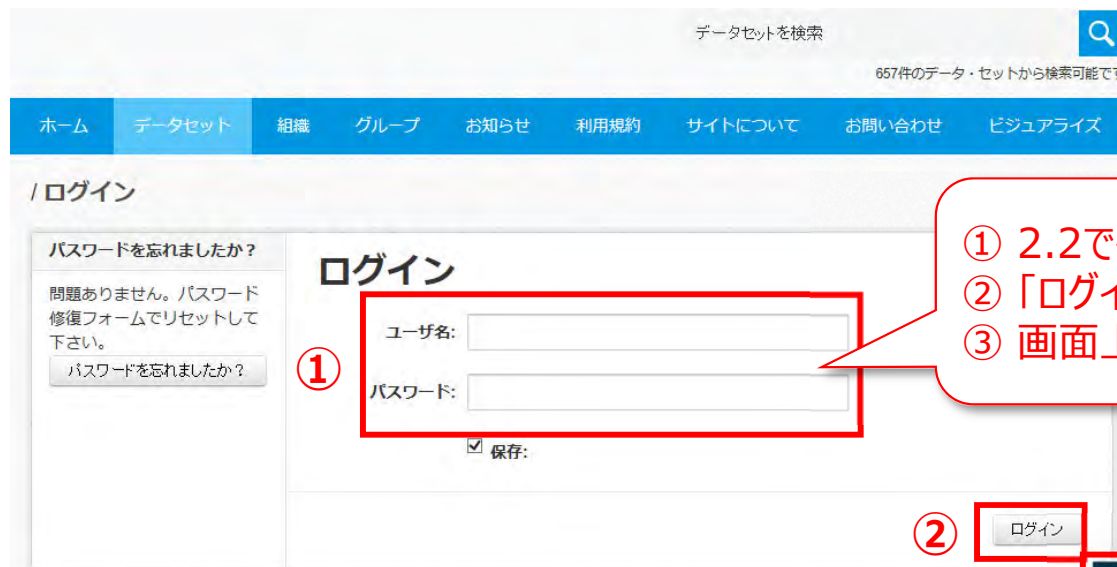 データセットを検索
657件のデータ・セットから検索可能です
ホーム データセット 組織 グループ お知らせ 利用規約 サイトについて お問い合わせ ビジュアライズ
/ ログイン
パスワードを忘れましたか？
問題ありません。パスワード
修復フォームでリセットして
下さい。
パスワードを忘れましたか？
ログイン
ユーザ名:
パスワード:
保存:
①
ログイン
②
① 2.2で
② 「ログイ
③ 画面上